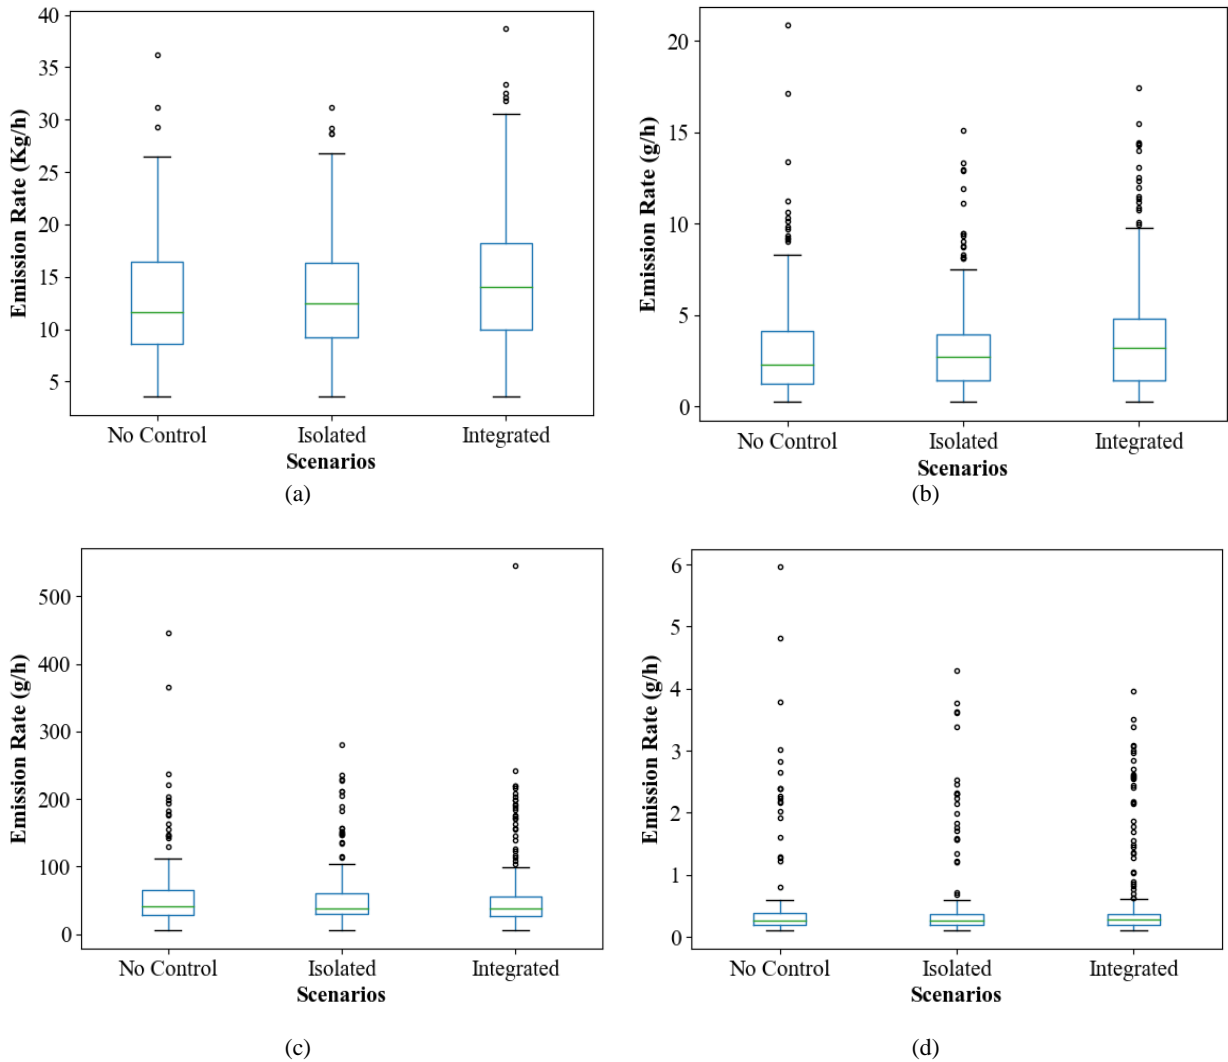 40
35
30
25
20
15
10
5
Emission Rate (Kg/h)
No Control Isolated Integrated
Scenarios
(a)
20
15
10
5
0
Emission Rate (g/h)
No Control Isolated Integrated
Scenarios
(b)
500
400
300
200
100
0
Emission Rate (g/h)
No Control Isolated Integrated
Scenarios
(c)
6
5
4
3
2
1
0
Emission Rate (g/h)
No Control Isolated Integrated
Scenarios
(d)